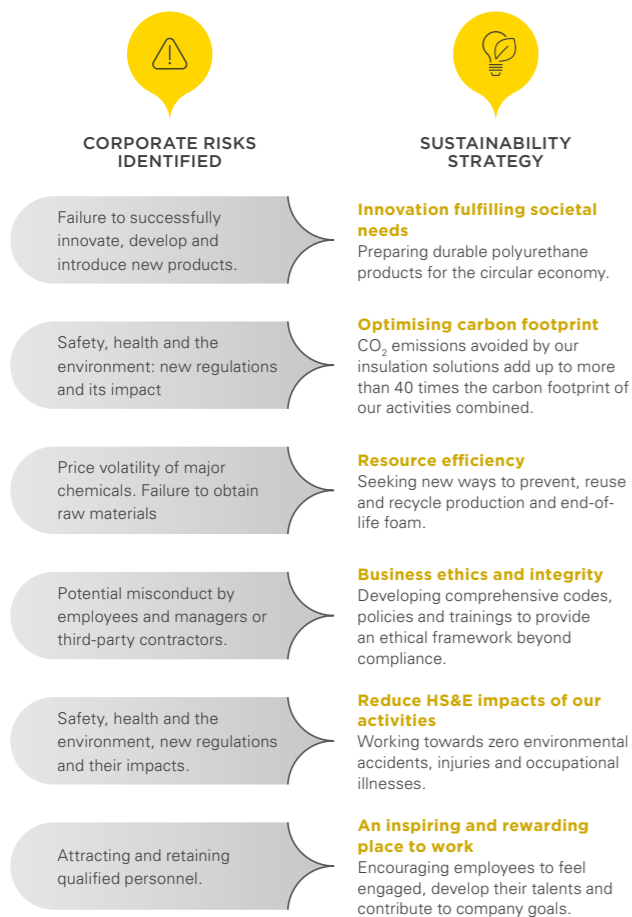 CORPORATE RISKS
IDENTIFIED
SUSTAINABILITY
STRATEGY
Failure to successfully
innovate, develop and
introduce new products.
Innovation fulfilling societal
needs
Preparing durable polyurethane
products for the circular economy.
Safety, health and the
environment: new regulations
and its impact
Optimising carbon footprint
CO₂ emissions avoided by our
insulation solutions add up to more
than 40 times the carbon footprint of
our activities combined.
Price volatility of major
chemicals. Failure to obtain
raw materials
Resource efficiency
Seeking new ways to prevent, reuse
and recycle production and end-of-
life foam.
Potential misconduct by
employees and managers or
third-party contractors.
Business ethics and integrity
Developing comprehensive codes,
policies and trainings to provide
an ethical framework beyond
compliance.
Safety, health and the
environment, new regulations
and their impacts.
Reduce HS&E impacts of our
activities
Working towards zero environmental
accidents, injuries and occupational
illnesses.
Attracting and retaining
qualified personnel.
An inspiring and rewarding
place to work
Encouraging employees to feel
engaged, develop their talents and
contribute to company goals.